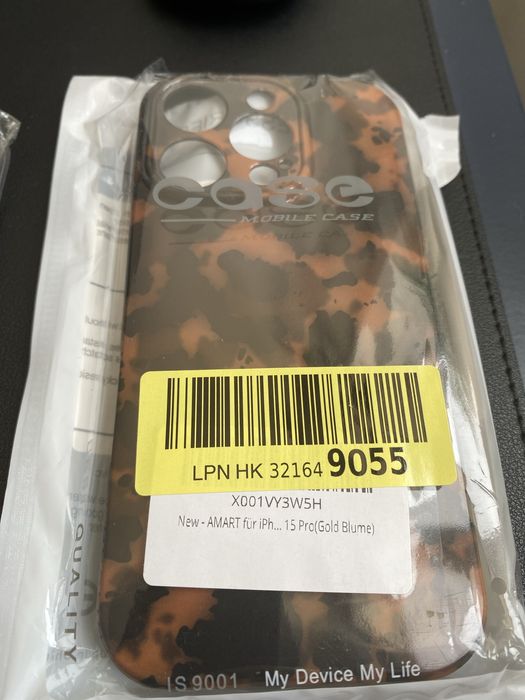 case
MOBILE CASE
LPN HK 32164 9055
X001VY3W5H
New - AMART für iPh... 15 Pro(Gold Blume)
QUALITY
IS 9001 My Device My Life